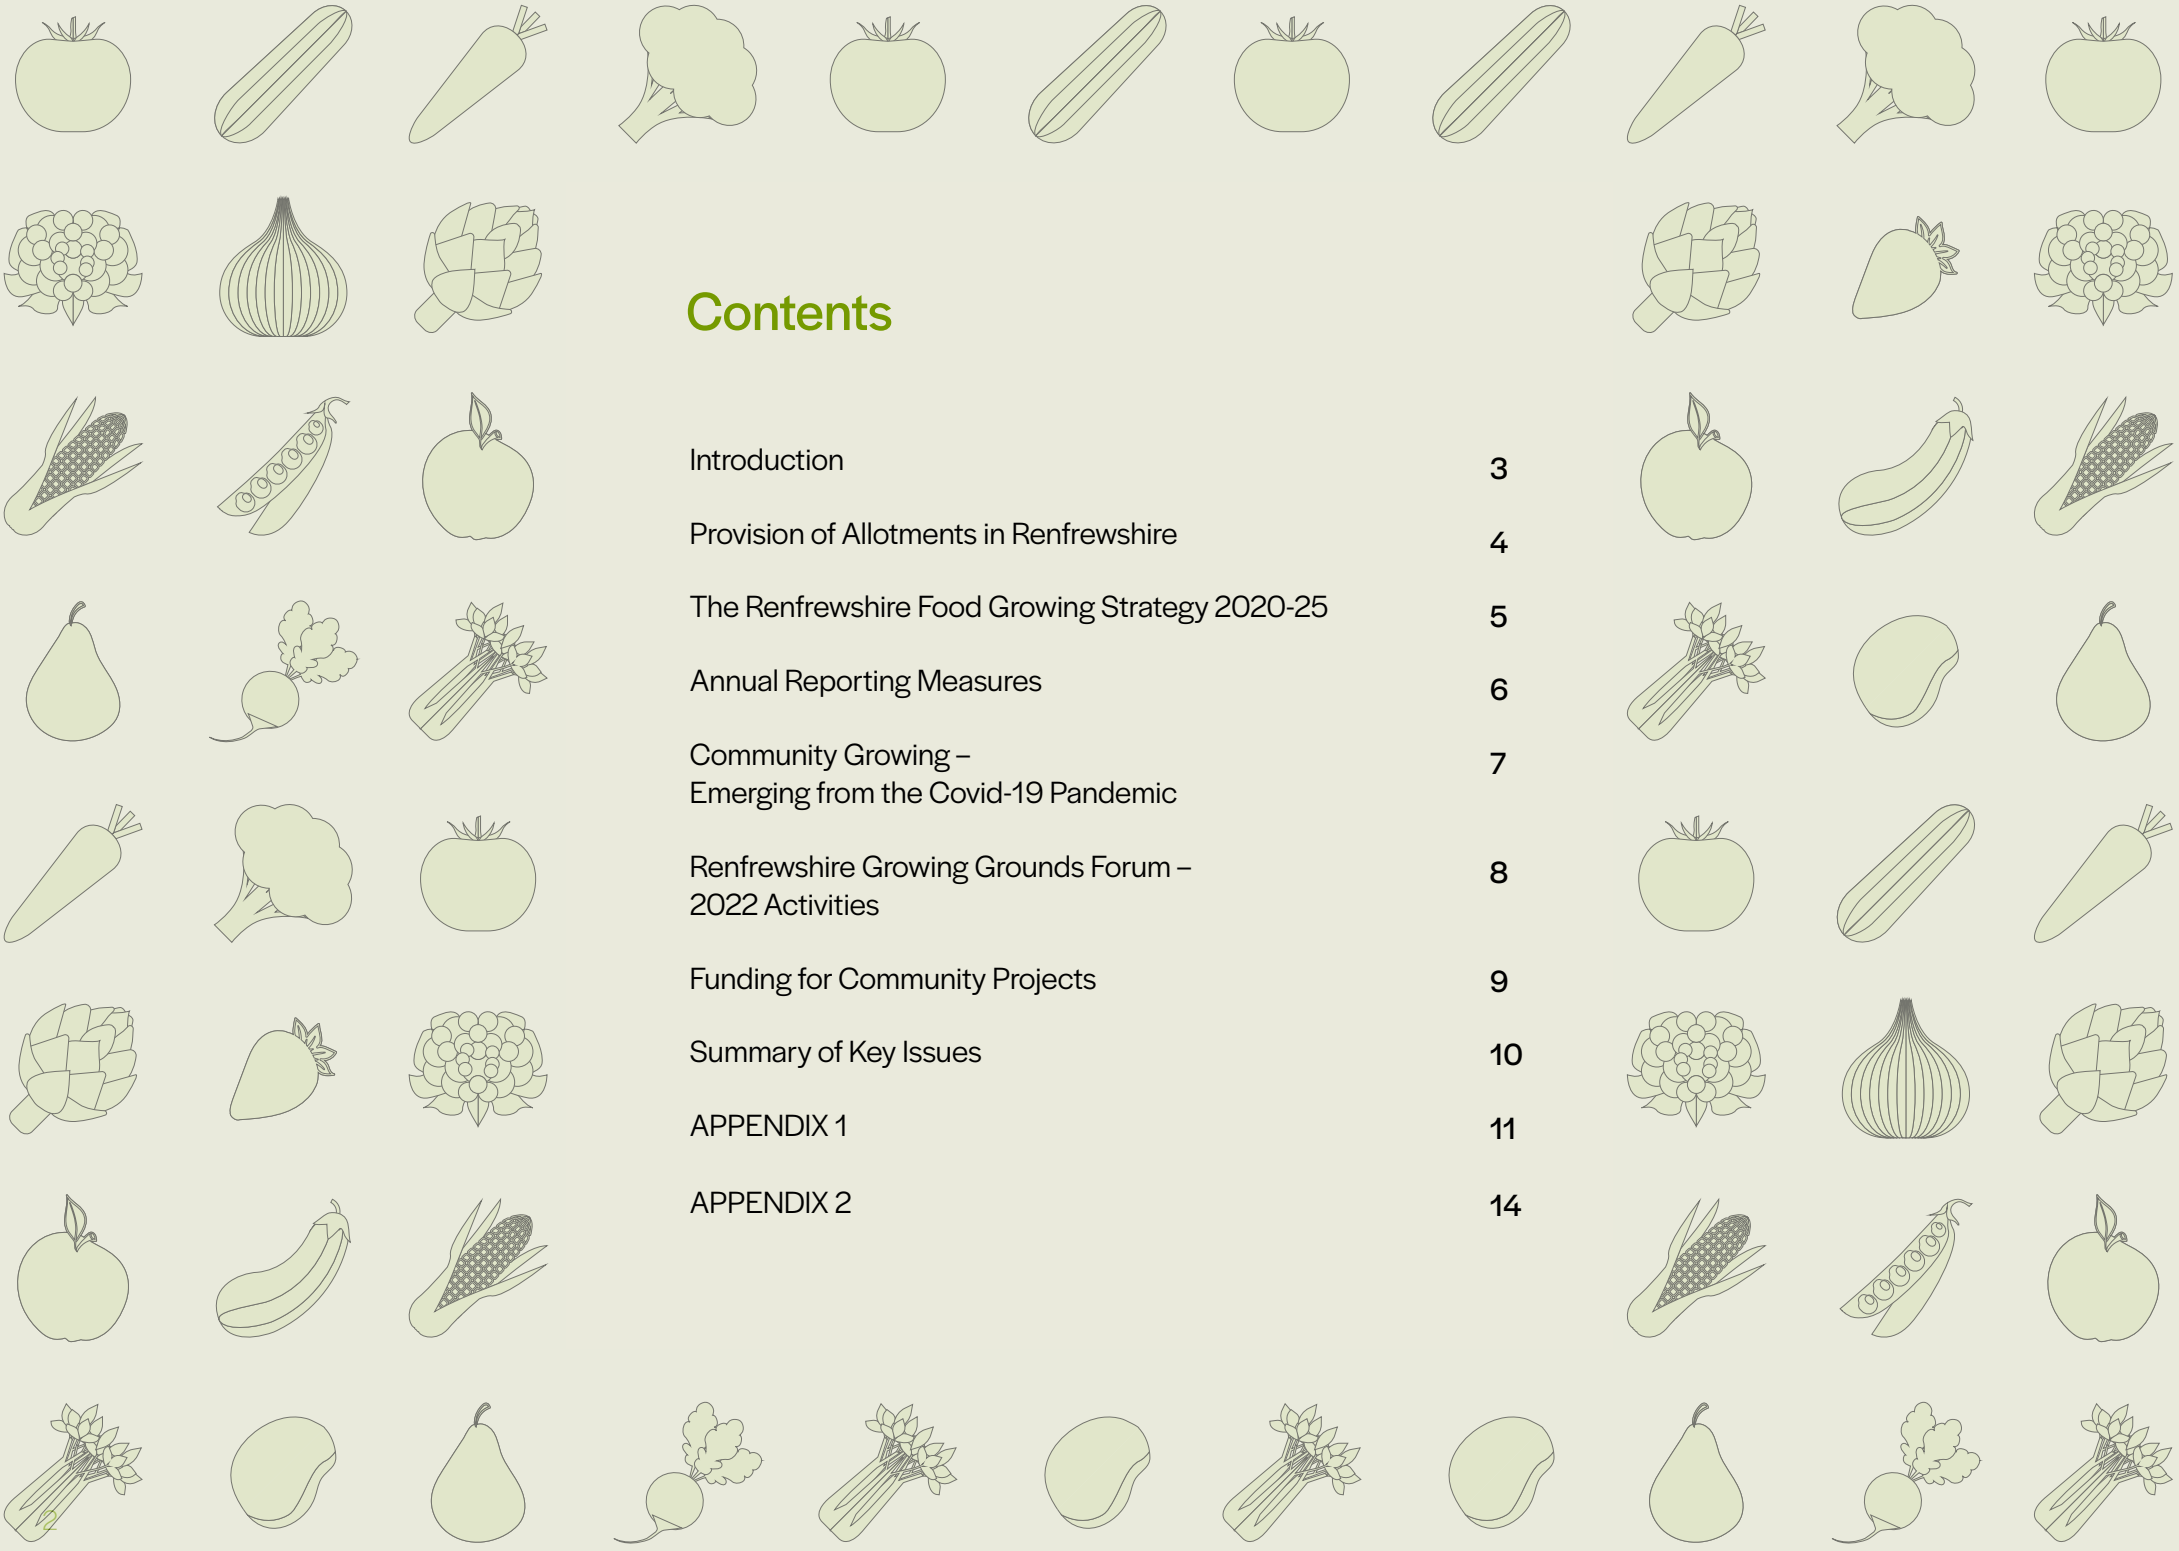 Contents
Introduction 3
Provision of Allotments in Renfrewshire 4
The Renfrewshire Food Growing Strategy 2020-25 5
Annual Reporting Measures 6
Community Growing – 7
Emerging from the Covid-19 Pandemic
Renfrewshire Growing Grounds Forum – 8
2022 Activities
Funding for Community Projects 9
Summary of Key Issues 10
APPENDIX 1 11
APPENDIX 2 14
2